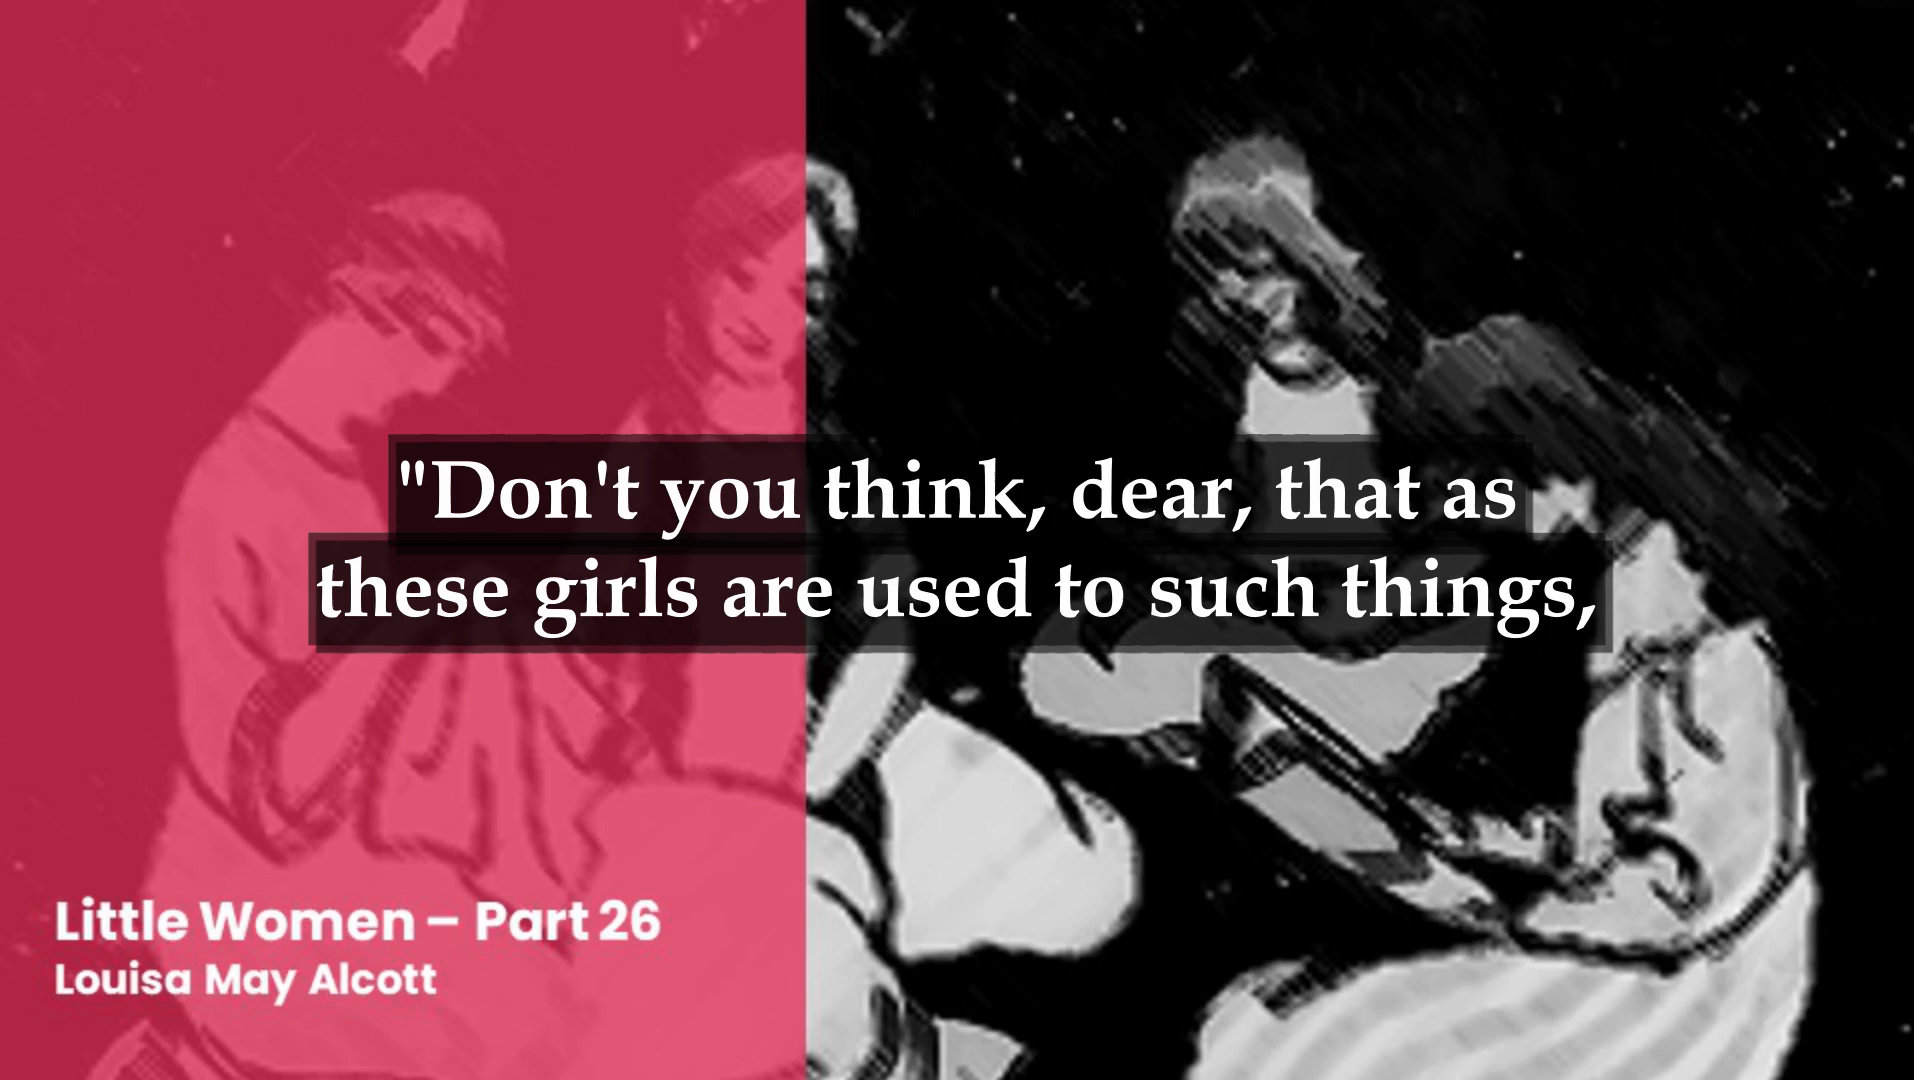 "Don't you think, dear, that as
these girls are used to such things,
Little Women – Part 26
Louisa May Alcott